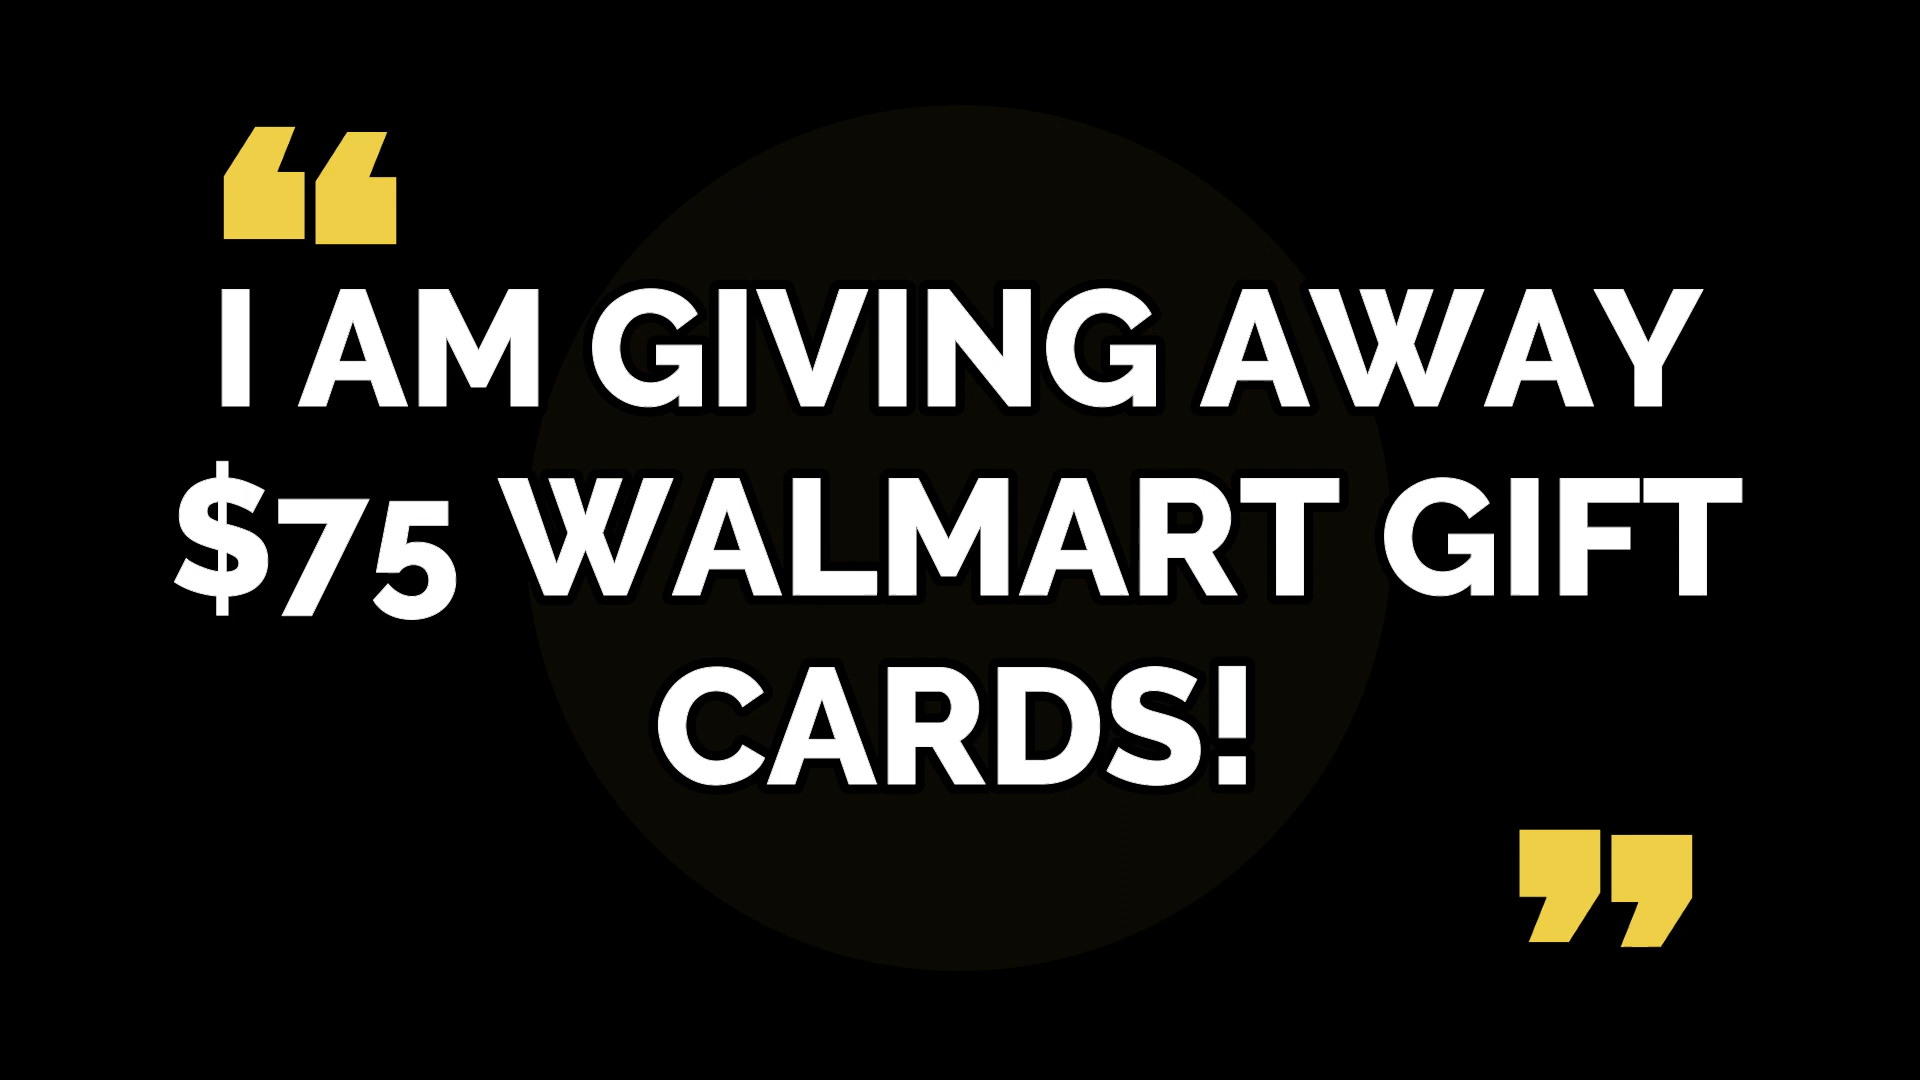 “
I AM GIVING AWAY
$75 WALMART GIFT
CARDS!
”